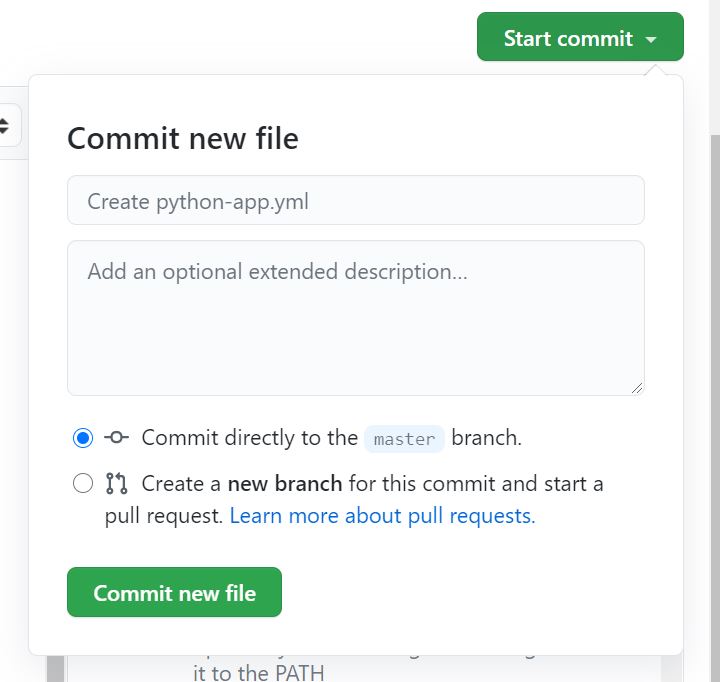 Start commit
Commit new file
Create python-app.yml
Add an optional extended description...
Commit directly to the master branch.
Create a new branch for this commit and start a
pull request. Learn more about pull requests.
Commit new file
it to the PATH